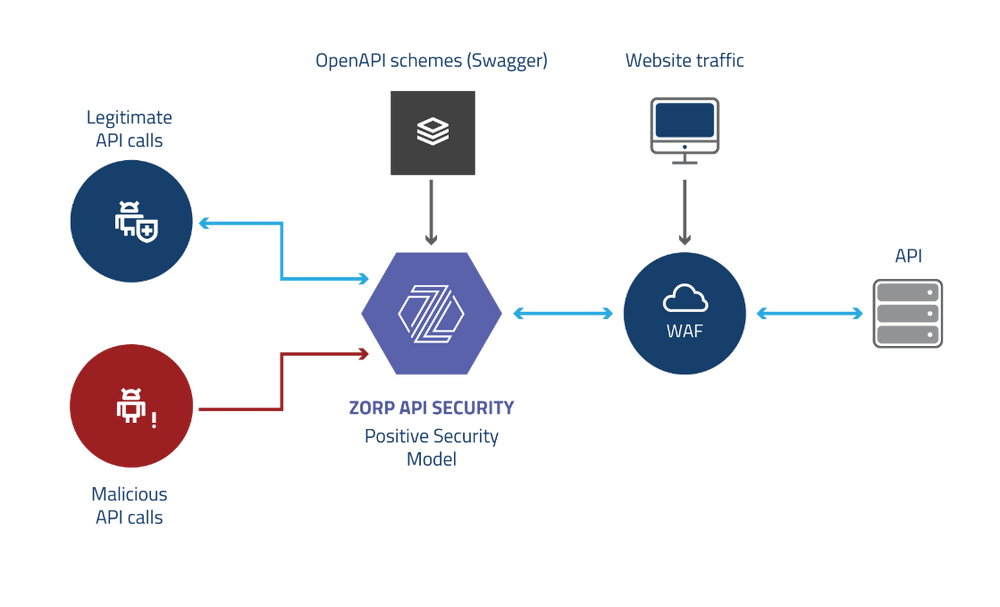 OpenAPI schemes (Swagger)
Website traffic
Legitimate
API calls
API
WAF
ZORP API SECURITY
Positive Security
Model
Malicious
API calls